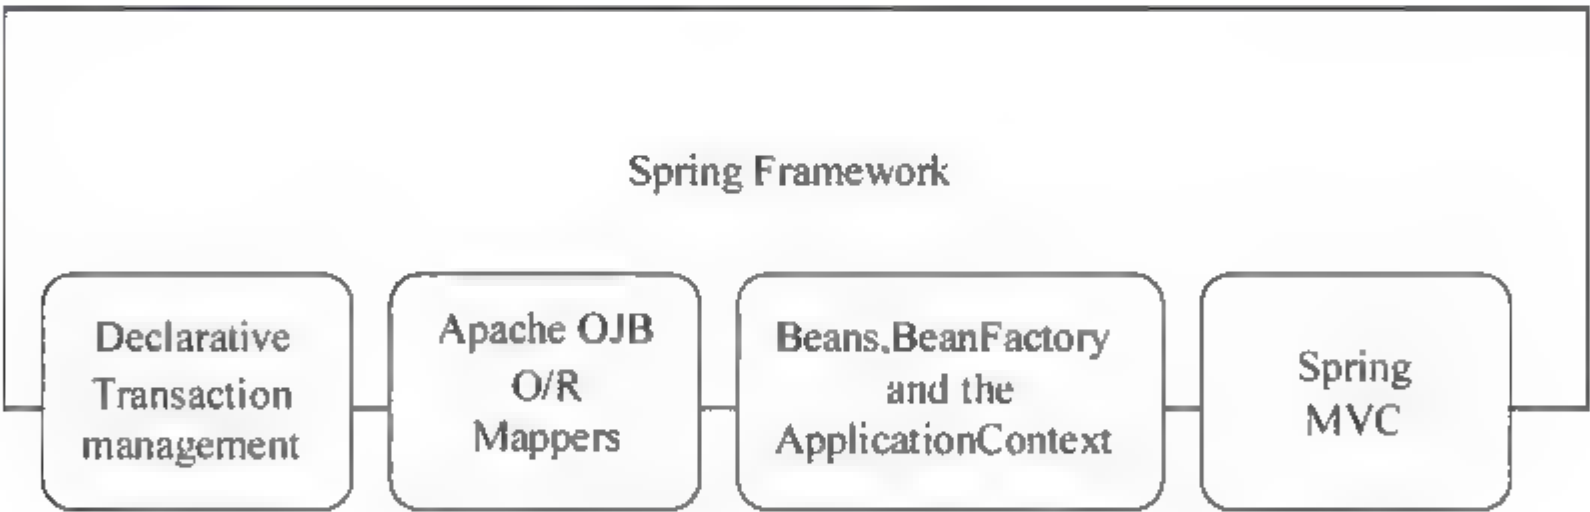 Spring Framework
Declarative
Transaction
management
Apache OJB
O/R
Mappers
Beans.BeanFactory
and the
ApplicationContext
Spring
MVC